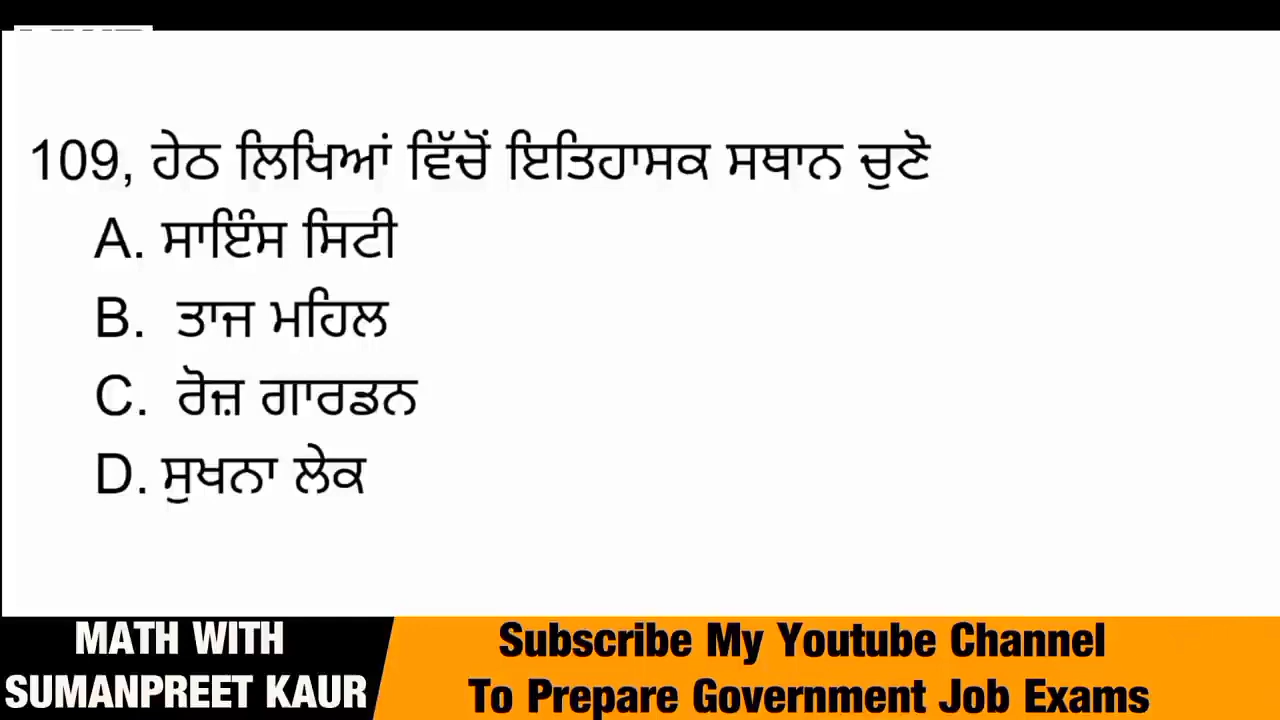 109, ਹੇਠ ਲਿਖਿਆਂ ਵਿੱਚੋਂ ਇਤਿਹਾਸਕ ਸਥਾਨ ਚੁਣੋ
A. ਸਾਇੰਸ ਸਿਟੀ
B. ਤਾਜ ਮਹਿਲ
C. ਰੋਜ਼ ਗਾਰਡਨ
D. ਸੁਖਨਾ ਲੇਕ
MATH WITH
SUMANPREET KAUR
Subscribe My Youtube Channel
To Prepare Government Job Exams